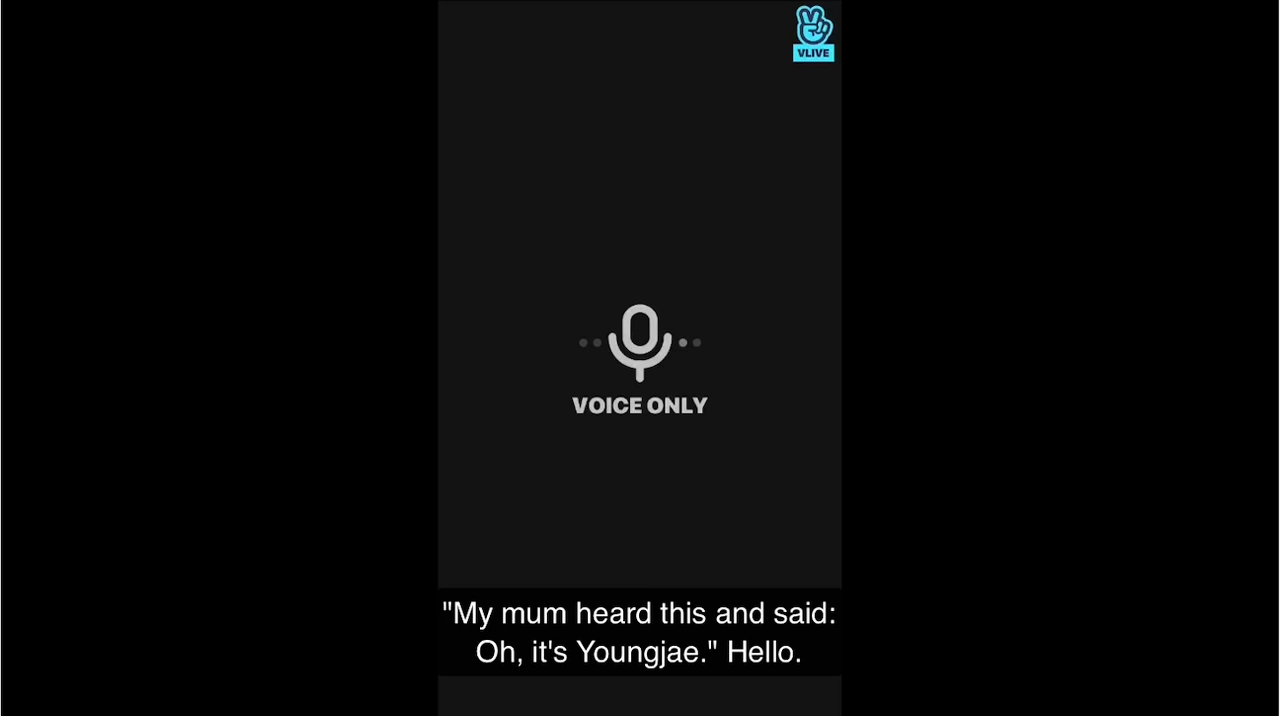 VLIVE
VOICE ONLY
"My mum heard this and said:
Oh, it's Youngjae." Hello.